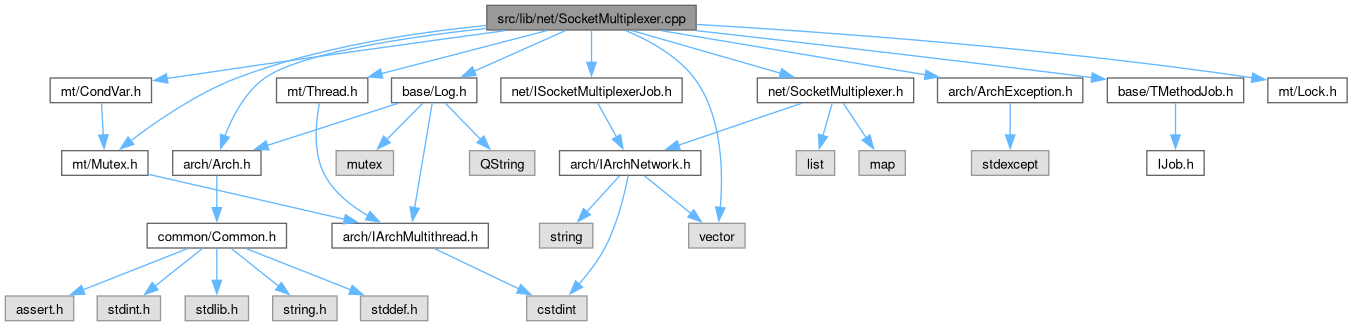 src/lib/net/SocketMultiplexer.cpp
mt/CondVar.h
mt/Thread.h
base/Log.h
net/ISocketMultiplexerJob.h
net/SocketMultiplexer.h
arch/ArchException.h
base/TMethodJob.h
mt/Lock.h
mt/Mutex.h
arch/Arch.h
mutex
QString
arch/IArchNetwork.h
list
map
stdexcept
IJob.h
common/Common.h
arch/IArchMultithread.h
string
vector
assert.h
stdint.h
stdlib.h
string.h
stddef.h
cstdint